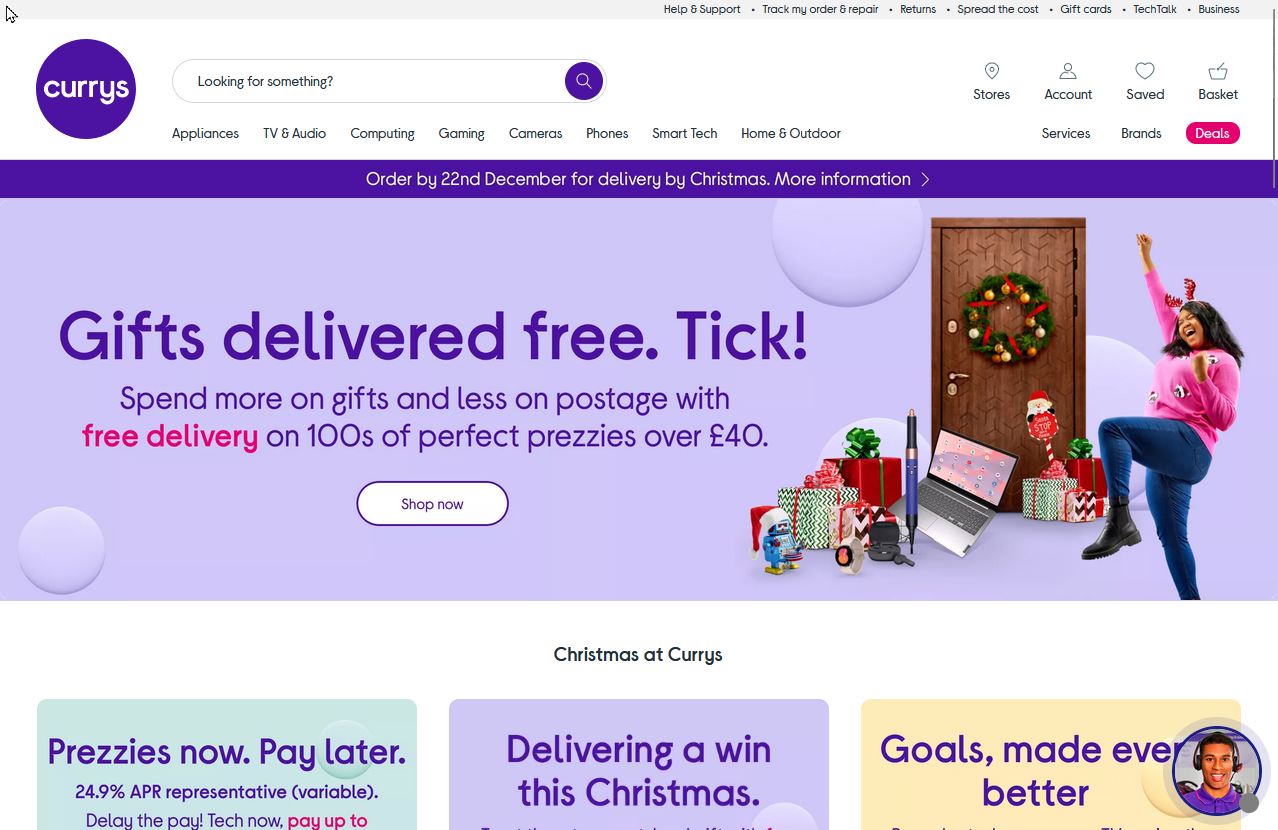 Help & Support • Track my order & repair • Returns • Spread the cost • Gift cards • TechTalk • Business
currys
Looking for something?
Stores
Account
Saved
Basket
Appliances
TV & Audio
Computing
Gaming
Cameras
Phones
Smart Tech
Home & Outdoor
Services
Brands
Deals
Order by 22nd December for delivery by Christmas. More information
Gifts delivered free. Tick!
Spend more on gifts and less on postage with
free delivery on 100s of perfect prezzies over £40.
Shop now
Santa
STOP
Here
Christmas at Currys
Prezzies now. Pay later.
24.9% APR representative (variable).
Delay the pay! Tech now, pay up to
Delivering a win
this Christmas.
Goals, made even
better